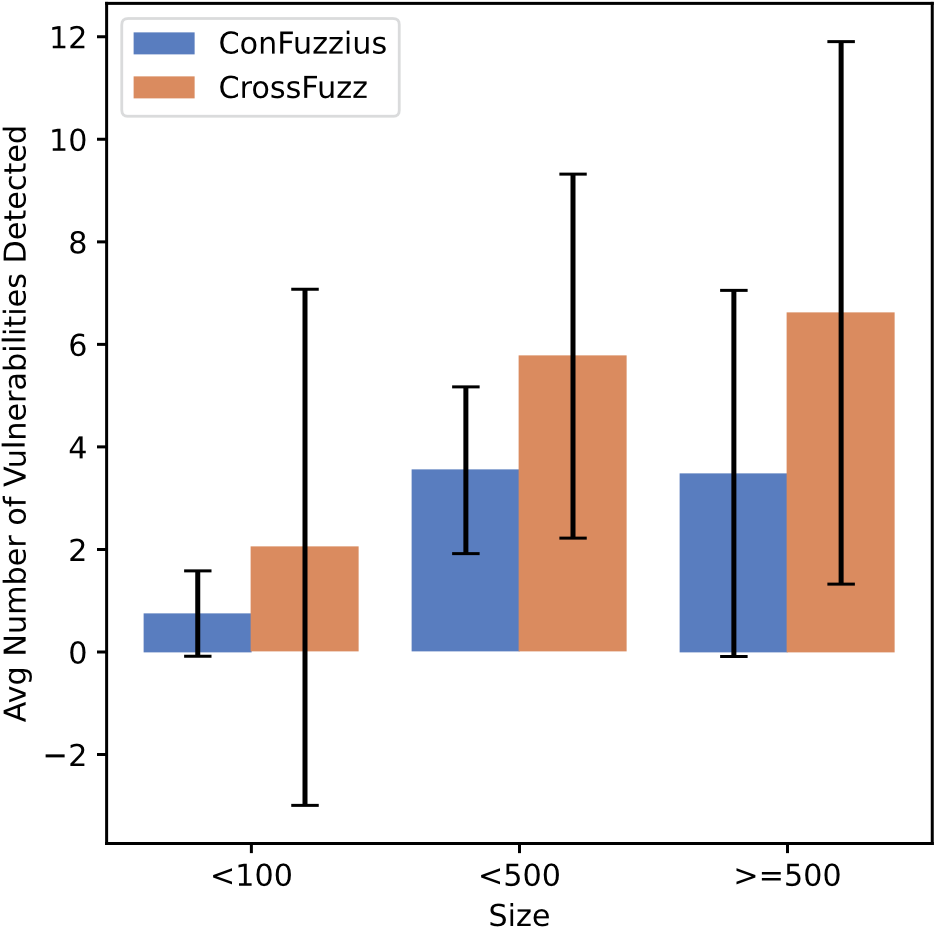 ConFuzzius
CrossFuzz
Avg Number of Vulnerabilities Detected
12
10
8
6
4
2
0
−2
<100 <500 >=500
Size